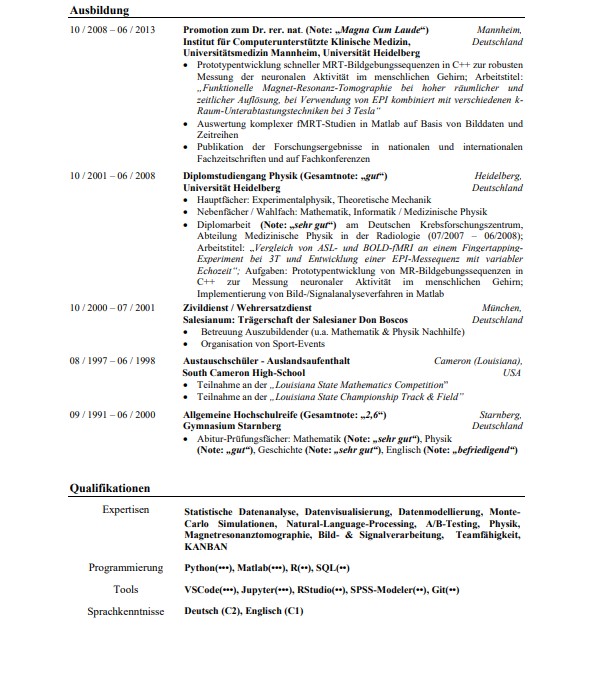 Ausbildung
10 / 2008 – 06 / 2013 Promotion zum Dr. rer. nat. (Note: „Magna Cum Laude“) Mannheim,
Institut für Computerunterstützte Klinische Medizin, Deutschland
Universitätsmedizin Mannheim, Universität Heidelberg
• Prototypentwicklung schneller MRT-Bildgebungssequenzen in C++ zur robusten
Messung der neuronalen Aktivität im menschlichen Gehirn; Arbeitstitel:
„Funktionelle Magnet-Resonanz-Tomographie bei hoher räumlicher und
zeitlicher Auflösung, bei Verwendung von EPI kombiniert mit verschiedenen k-
Raum-Unterabtastungstechniken bei 3 Tesla“
• Auswertung komplexer fMRT-Studien in Matlab auf Basis von Bilddaten und
Zeitreihen
• Publikation der Forschungsergebnisse in nationalen und internationalen
Fachzeitschriften und auf Fachkonferenzen
10 / 2001 – 06 / 2008 Diplomstudiengang Physik (Gesamtnote: „gut“) Heidelberg,
Universität Heidelberg Deutschland
• Hauptfächer: Experimentalphysik, Theoretische Mechanik
• Nebenfächer / Wahlfach: Mathematik, Informatik / Medizinische Physik
• Diplomarbeit (Note: „sehr gut“) am Deutschen Krebsforschungszentrum,
Abteilung Medizinische Physik in der Radiologie (07/2007 – 06/2008);
Arbeitstitel: „Vergleich von ASL- und BOLD-fMRI an einem Fingertapping-
Experiment bei 3T und Entwicklung einer EPI-Messequenz mit variabler
Echozeit“; Aufgaben: Prototypentwicklung von MR-Bildgebungssequenzen in
C++ zur Messung neuronaler Aktivität im menschlichen Gehirn;
Implementierung von Bild-/Signalanalyseverfahren in Matlab
10 / 2000 – 07 / 2001 Zivildienst / Wehrersatzdienst München,
Salesianum: Trägerschaft der Salesianer Don Boscos Deutschland
• Betreuung Auszubildender (u.a. Mathematik & Physik Nachhilfe)
• Organisation von Sport-Events
08 / 1997 – 06 / 1998 Austauschschüler - Auslandsaufenthalt Cameron (Louisiana),
South Cameron High-School USA
• Teilnahme an der „Louisiana State Mathematics Competition”
• Teilnahme an der „Louisiana State Championship Track & Field”
09 / 1991 – 06 / 2000 Allgemeine Hochschulreife (Gesamtnote: „2,6“) Starnberg,
Gymnasium Starnberg Deutschland
• Abitur-Prüfungsfächer: Mathematik (Note: „sehr gut“), Physik
(Note: „gut“), Geschichte (Note: „sehr gut“), Englisch (Note: „befriedigend“)
Qualifikationen
Expertisen Statistische Datenanalyse, Datenvisualisierung, Datenmodellierung, Monte-
Carlo Simulationen, Natural-Language-Processing, A/B-Testing, Physik,
Magnetresonanztomographie, Bild- & Signalverarbeitung, Teamfähigkeit,
KANBAN
Programmierung Python(•••), Matlab(•••), R(••), SQL(••)
Tools VSCode(•••), Jupyter(•••), RStudio(••), SPSS-Modeler(••), Git(••)
Sprachkenntnisse Deutsch (C2), Englisch (C1)